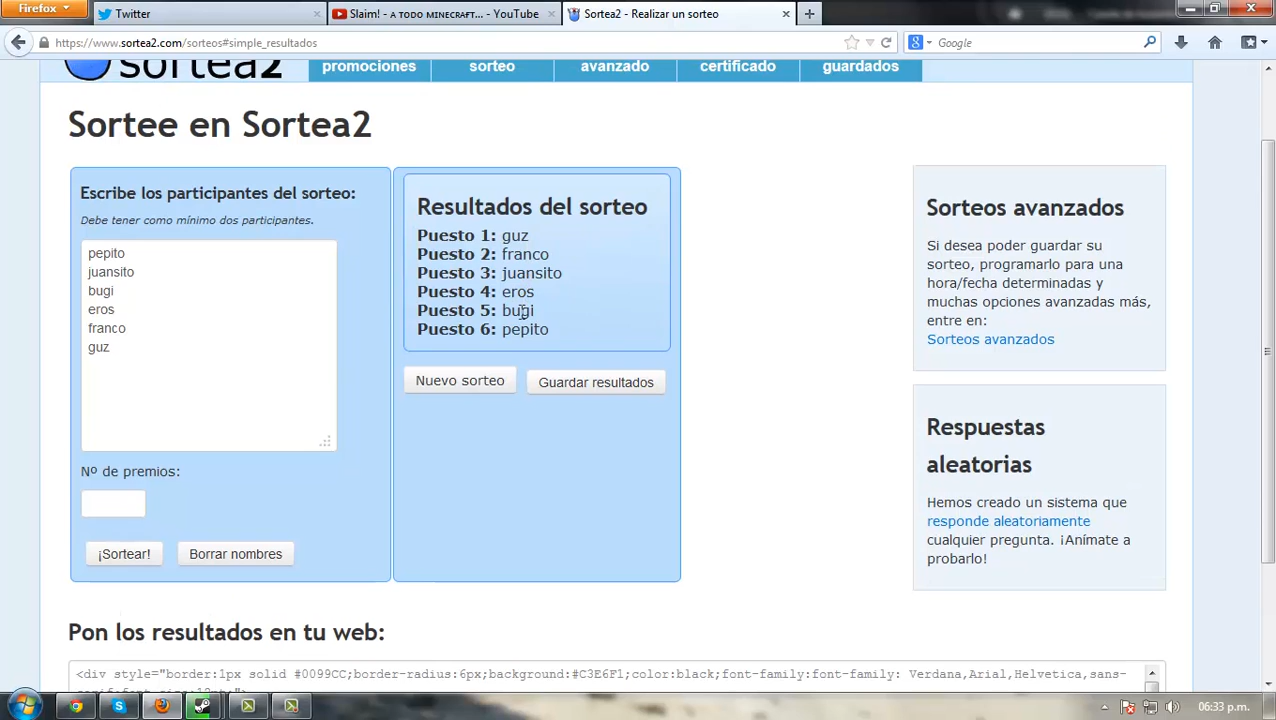 Firefox
Twitter
Slaim! - A TODO MINECRAFT... - YouTube
Sortea2 - Realizar un sorteo
https://www.sortea2.com/sorteos#simple_resultados
Google
sortea2
promociones
sorteo
avanzado
certificado
guardados
Sortee en Sortea2
Escribe los participantes del sorteo:
Debe tener como mínimo dos participantes.
pepito
juansito
bugi
eros
franco
guz
Nº de premios:
¡Sortear!
Borrar nombres
Resultados del sorteo
Puesto 1: guz
Puesto 2: franco
Puesto 3: juansito
Puesto 4: eros
Puesto 5: bugi
Puesto 6: pepito
Nuevo sorteo
Guardar resultados
Sorteos avanzados
Si desea poder guardar su
sorteo, programarlo para una
hora/fecha determinadas y
muchas opciones avanzadas más,
entre en:
Sorteos avanzados
Respuestas
aleatorias
Hemos creado un sistema que
responde aleatoriamente
cualquier pregunta. ¡Anímate a
probarlo!
Pon los resultados en tu web:
<div style="border:1px solid #0099CC;border-radius:6px;background:#C3E6F1;color:black;font-family:font-family: Verdana,Arial,Helvetica,sans-
06:33 p.m.